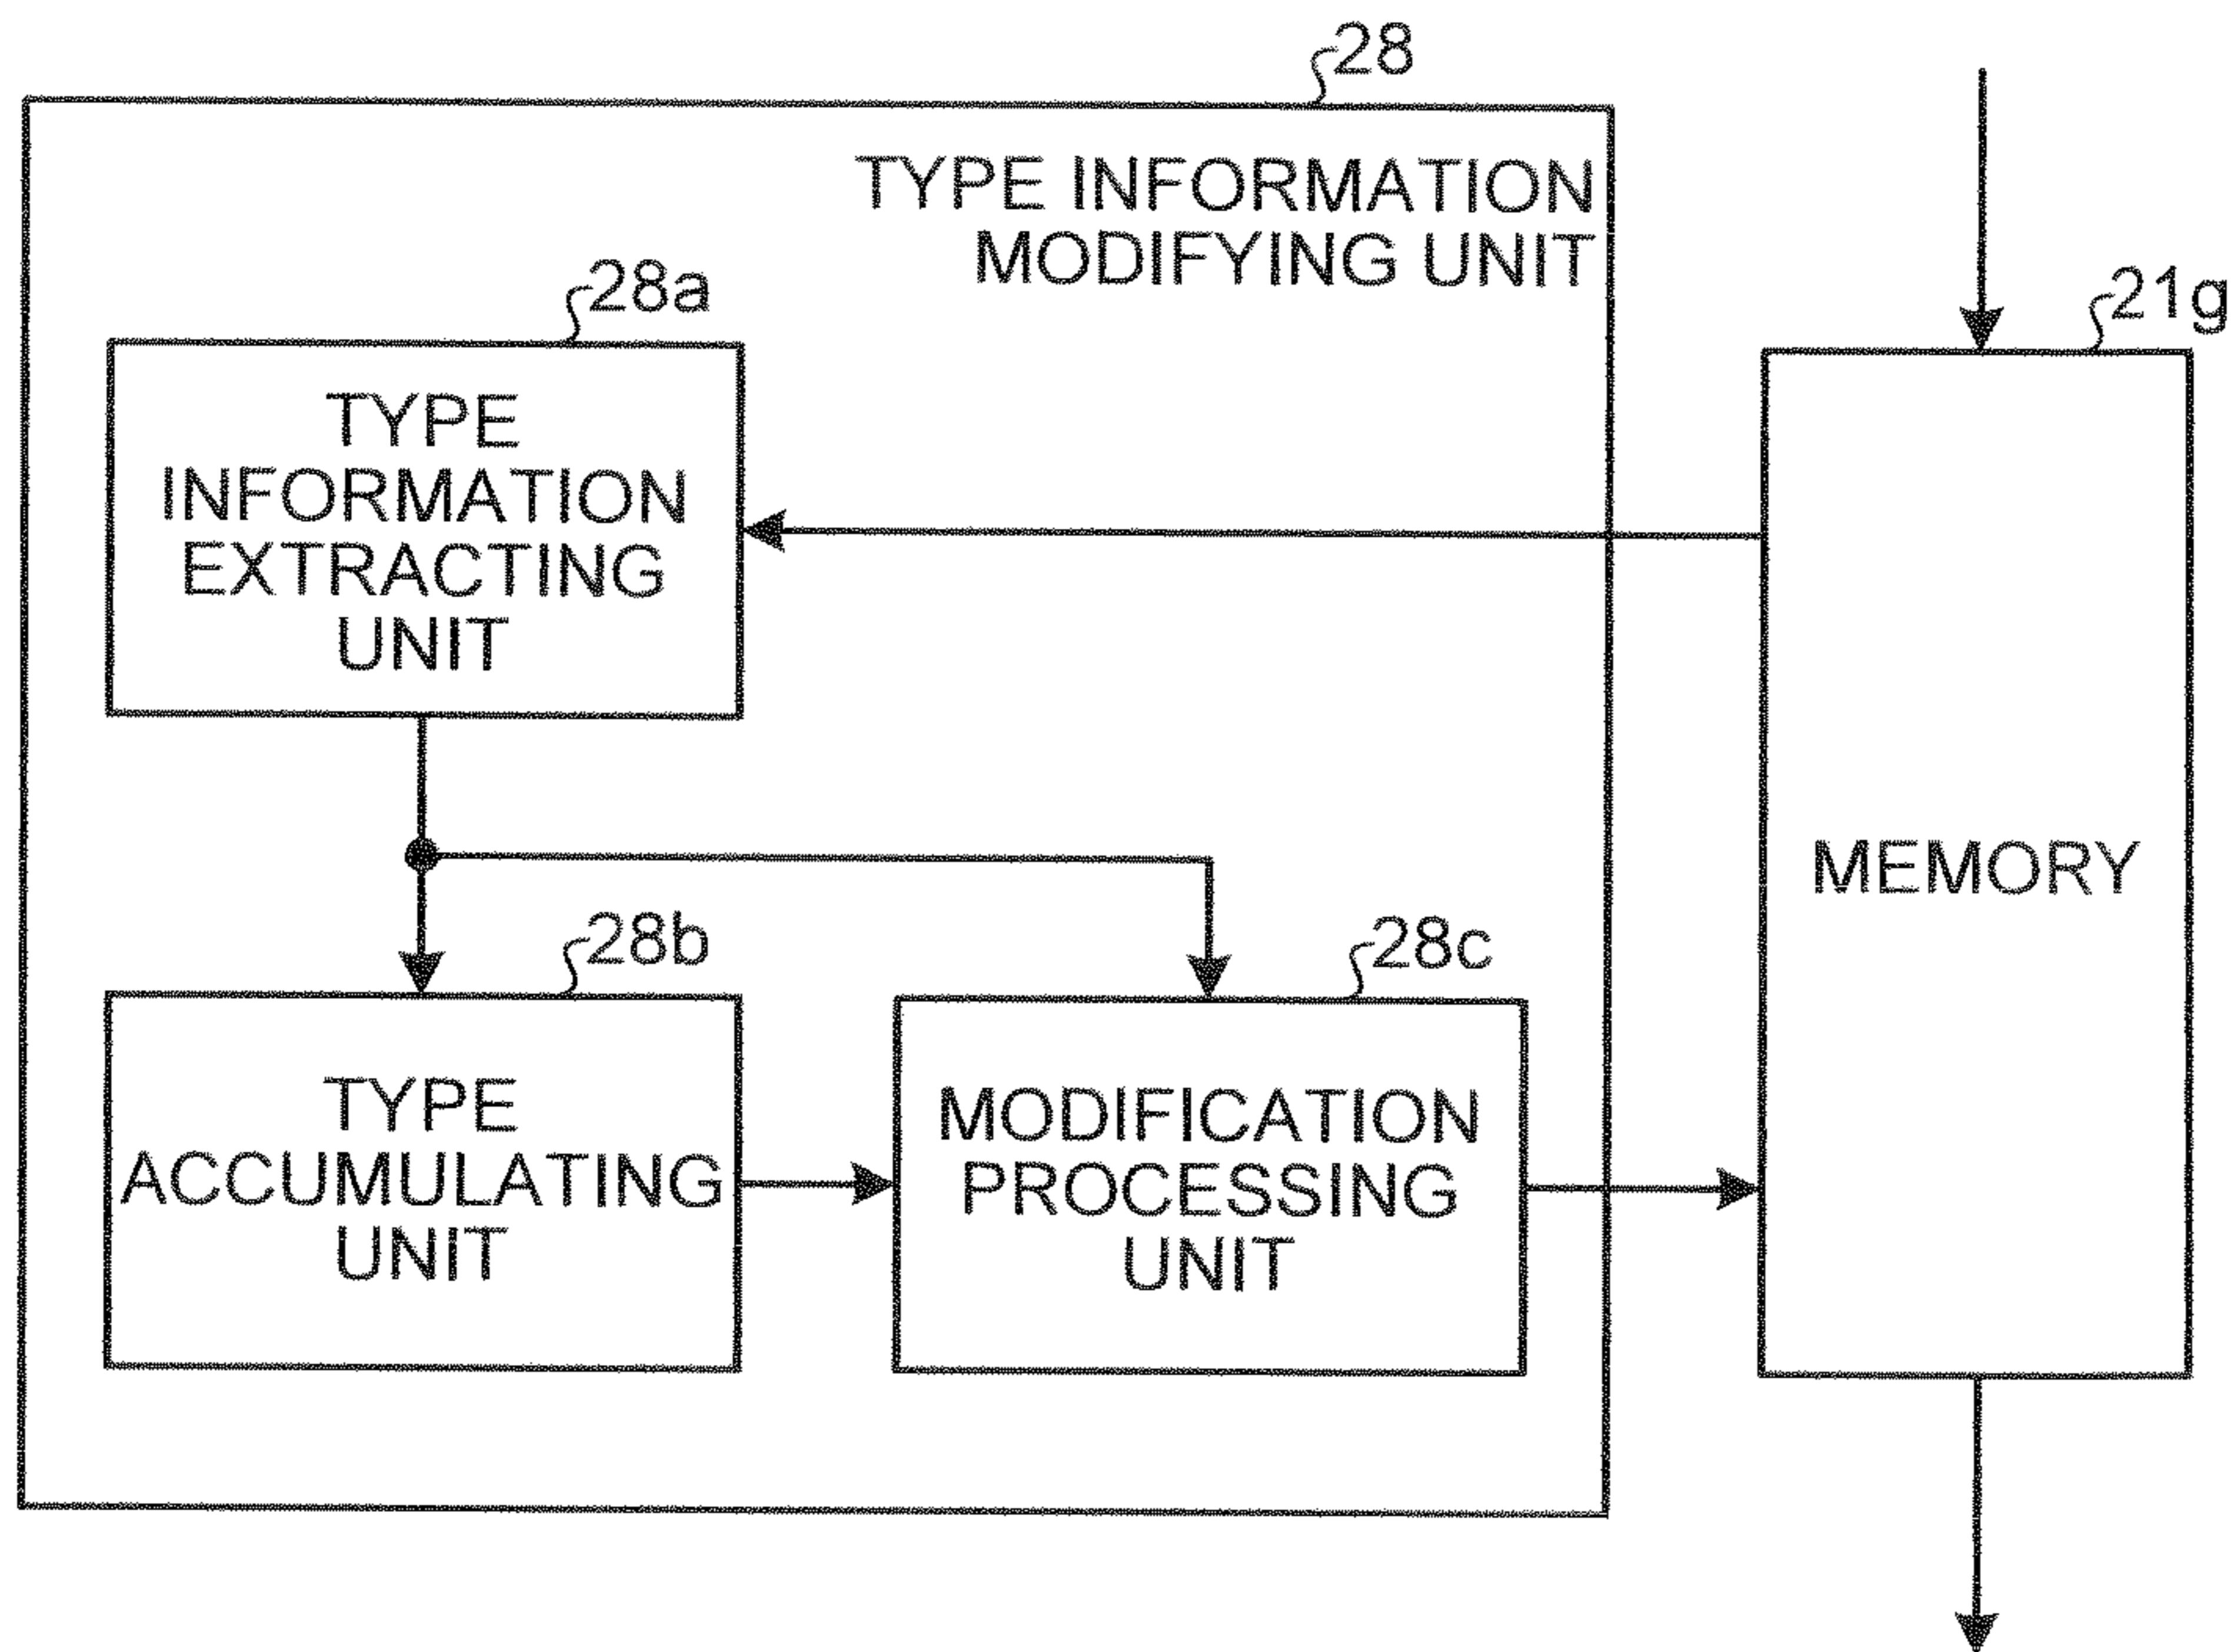 28
TYPE INFORMATION
MODIFYING UNIT
28a
TYPE
INFORMATION
EXTRACTING
UNIT
21g
MEMORY
28b
TYPE
ACCUMULATING
UNIT
28c
MODIFICATION
PROCESSING
UNIT